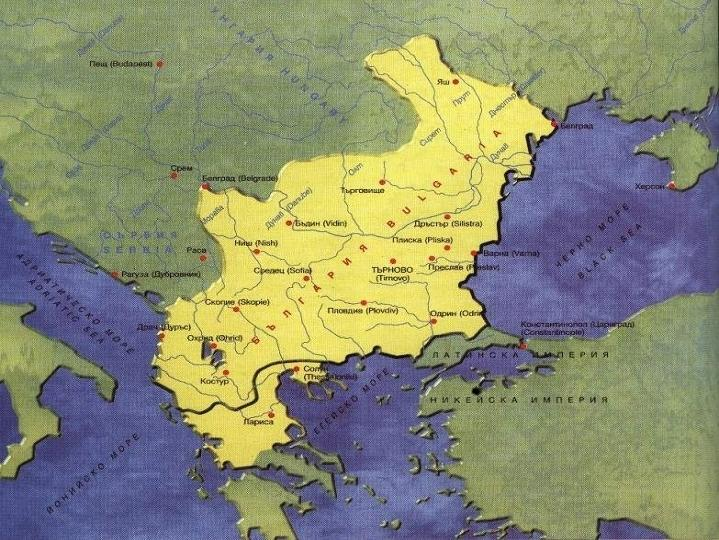 Пещ (Budapest)
УНГАРИЯ HUNGARY
Яш
Прут
Сирет
Дунав
Белград
Срем
Белград (Belgrade)
Морава
Олт
Търговище
Херсон
Бъдин (Vidin)
Дунав (Danube)
Дръстър (Silistra)
СЪРБИЯ
SERBIA
Ниш (Nish)
Раса
Плиска (Pliska)
Варна (Varna)
Преслав (Preslav)
ТЪРНОВО
(Tirnovo)
Средец (Sofia)
ЧЕРНО МОРЕ
BLACK SEA
Рагуза (Дубровник)
АДРИАТИЧЕСКО МОРЕ
ADRIATIC SEA
БЪЛГАРИЯ BULGARIA
Скопие (Skopie)
Пловдив (Plovdiv)
Одрин (Odrin
Драч (Дуръс)
Охрид (Ohrid)
Константинопол (Цариград)
(Constantinople)
ЛАТИНСКА ИМПЕРИЯ
Костур
Солун
(Thessaloniki)
НИКЕЙСКА ИМПЕРИЯ
ЕГЕЙСКО МОРЕ
Лариса
ЙОНИЙСКО МОРЕ